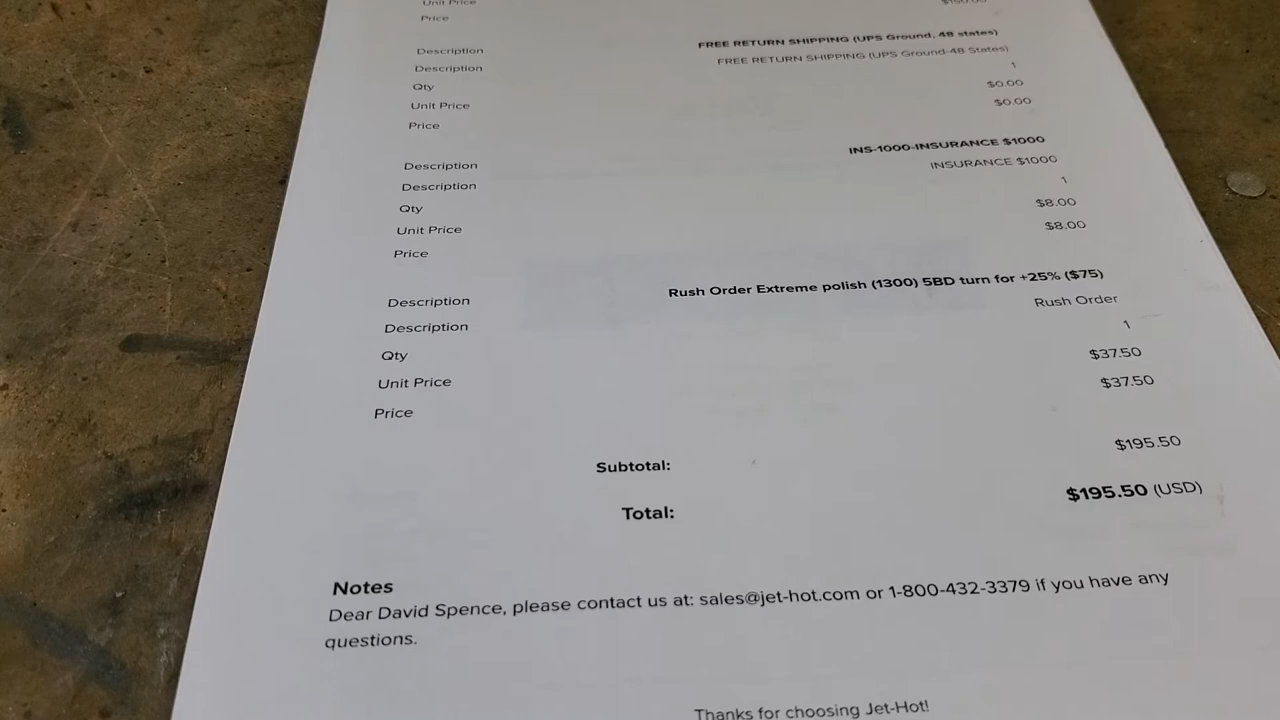 Unit Price $150.00
Price
Description FREE RETURN SHIPPING (UPS Ground, 48 states)
Description FREE RETURN SHIPPING (UPS Ground-48 States)
Qty 1
Unit Price $0.00
Price $0.00
Description INS-1000-INSURANCE $1000
Description INSURANCE $1000
Qty 1
Unit Price $8.00
Price $8.00
Description Rush Order Extreme polish (1300) 5BD turn for +25% ($75)
Description Rush Order
Qty 1
Unit Price $37.50
Price $37.50
Subtotal: $195.50
Total: $195.50 (USD)
Notes
Dear David Spence, please contact us at: sales@jet-hot.com or 1-800-432-3379 if you have any
questions.
Thanks for choosing Jet-Hot!